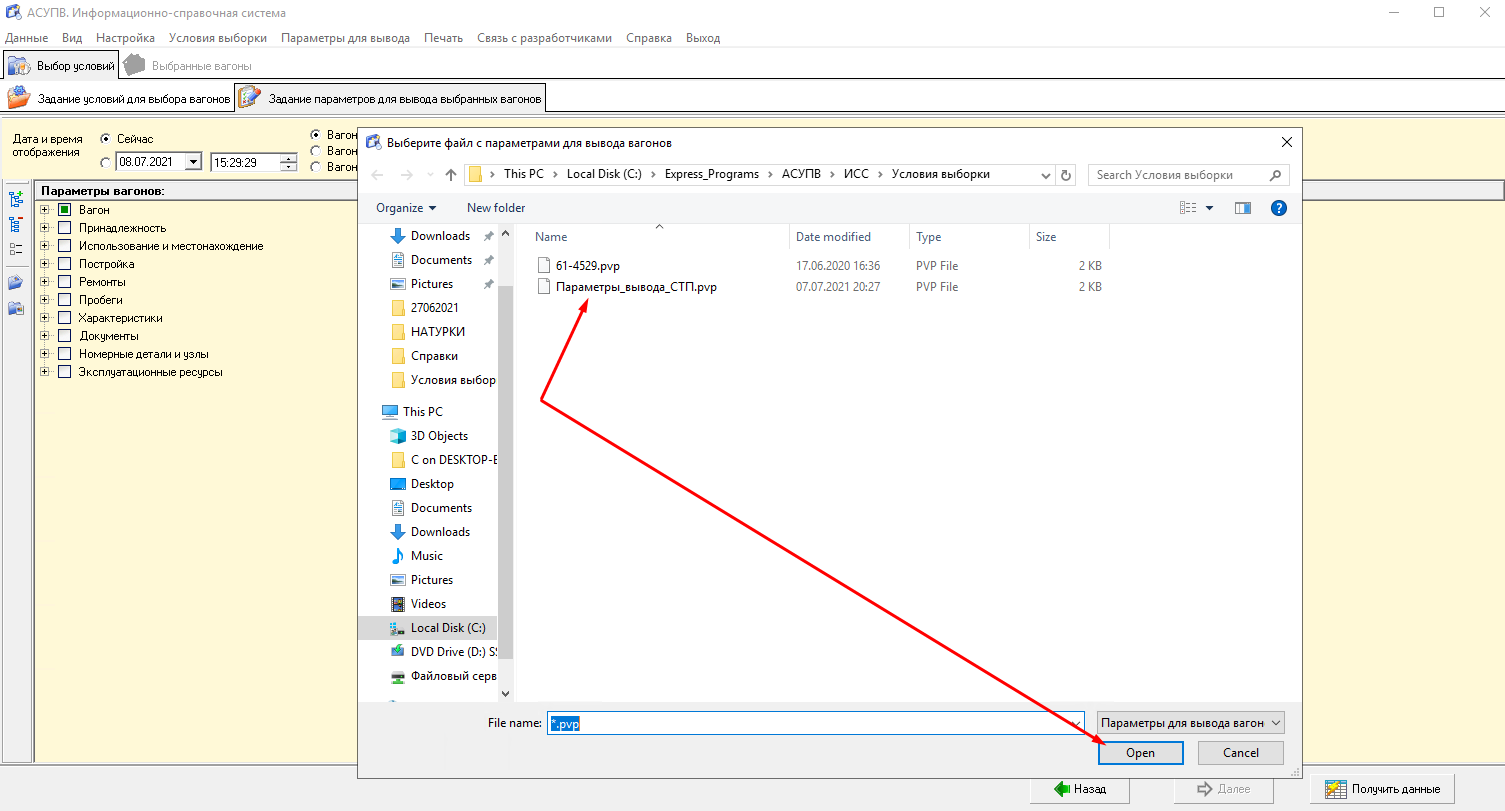 АСУПВ. Информационно-справочная система
Данные Вид Настройка Условия выборки Параметры для вывода Печать Связь с разработчиками Справка Выход
Выбор условий Выбранные вагоны
Задание условий для выбора вагонов Задание параметров для вывода выбранных вагонов
Дата и время отображения
Сейчас
08.07.2021 15:29:29
Вагон
Вагон
Вагон
Параметры вагонов:
Вагон
Принадлежность
Использование и местонахождение
Постройка
Ремонты
Пробеги
Характеристики
Документы
Номерные детали и узлы
Эксплуатационные ресурсы
Выберите файл с параметрами для вывода вагонов
This PC Local Disk (C:) Express_Programs АСУПВ ИСС Условия выборки
Search Условия выборки
Organize New folder
Downloads
Documents
Pictures
27062021
НАТУРКИ
Справки
Условия выбор
This PC
3D Objects
C on DESKTOP-E
Desktop
Documents
Downloads
Music
Pictures
Videos
Local Disk (C:)
DVD Drive (D:) S
Файловый серв
Name Date modified Type Size
61-4529.pvp 17.06.2020 16:36 PVP File 2 KB
Параметры_вывода_СТП.pvp 07.07.2021 20:27 PVP File 2 KB
File name: *.pvp Параметры для вывода вагон
Open Cancel
Назад Далее Получить данные